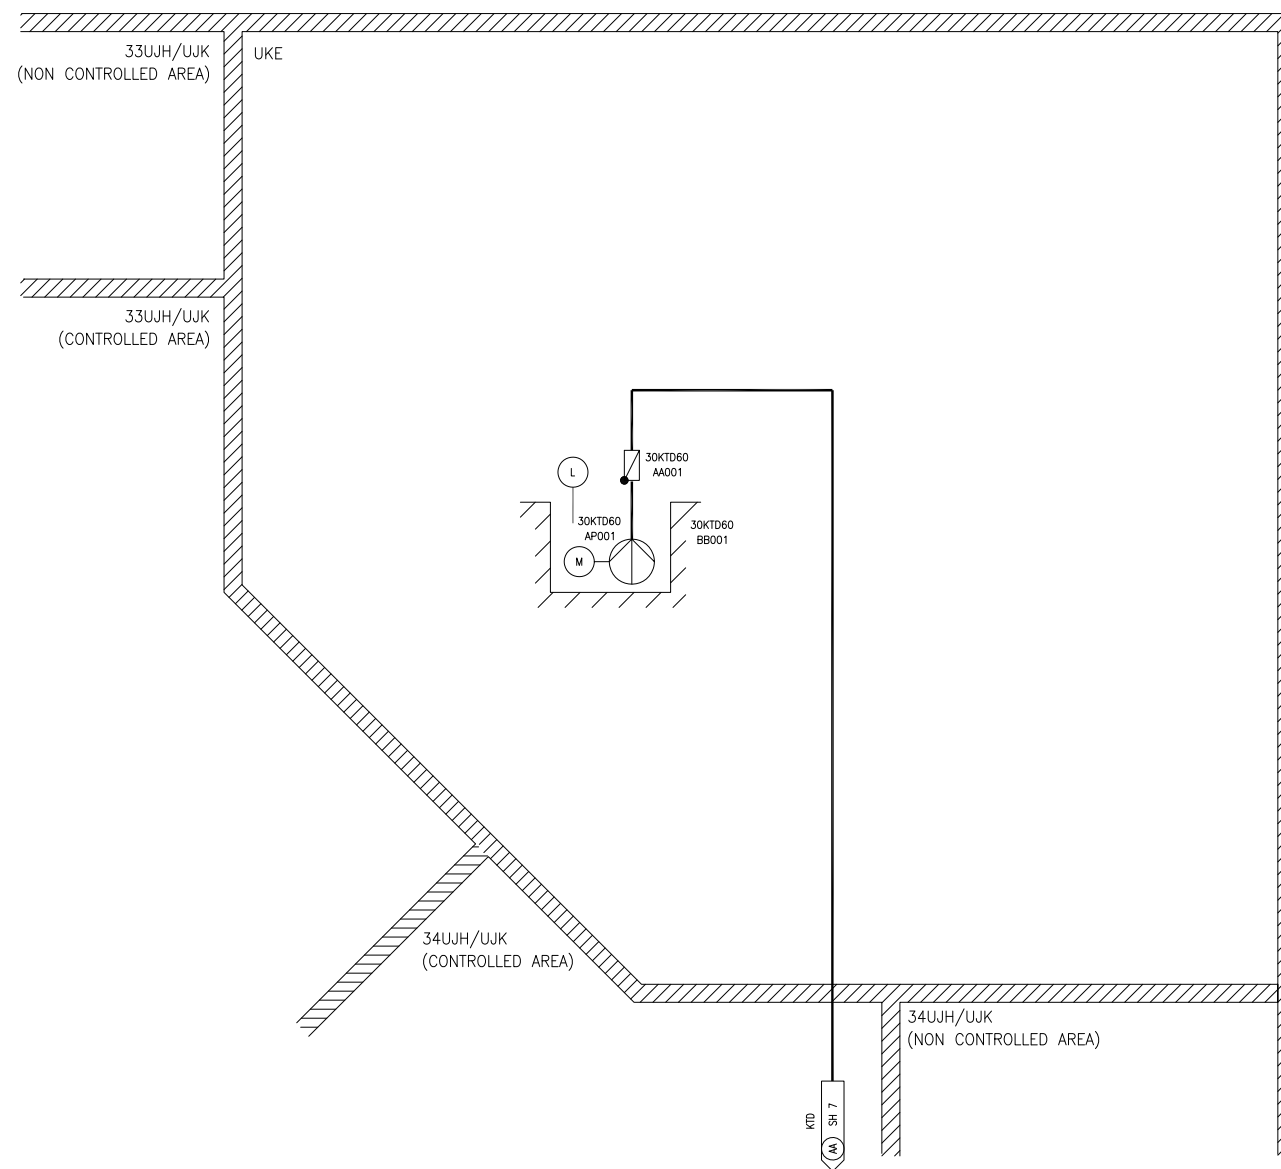 33UJH/UJK
(NON CONTROLLED AREA)
UKE
33UJH/UJK
(CONTROLLED AREA)
30KTD60
AA001
L
30KTD60
AP001
30KTD60
BB001
M
34UJH/UJK
(CONTROLLED AREA)
34UJH/UJK
(NON CONTROLLED AREA)
KTD
SH 7
AA